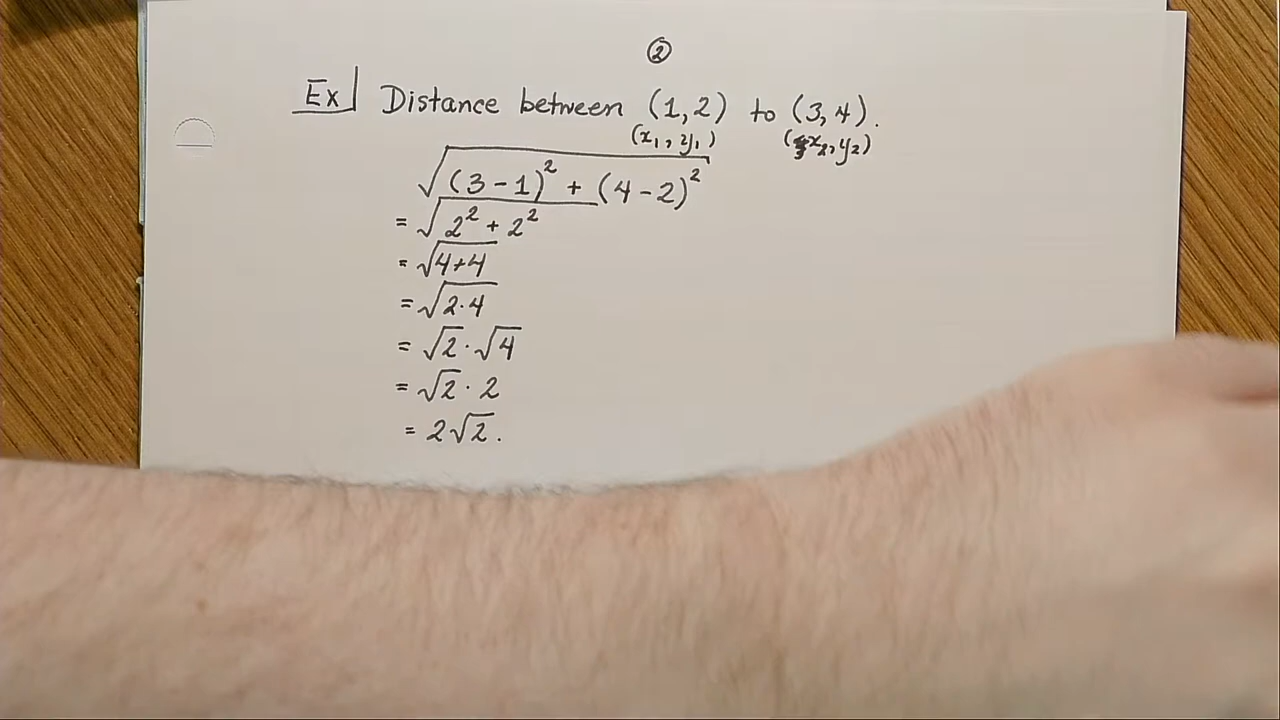 ②
Ex| Distance between (1,2) to (3,4).
(x₁, y₁) (x₂, y₂)
√((3-1)² + (4-2)²)
= √(2² + 2²)
= √(4+4)
= √(2·4)
= √2 · √4
= √2 · 2
= 2√2.